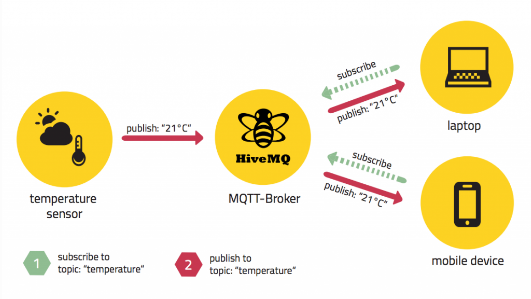 subscribe
publish: "21°C"
publish: "21°C"
HiveMQ
laptop
subscribe
publish: "21°C"
temperature
sensor
MQTT-Broker
mobile device
1
subscribe to
topic: "temperature"
2
publish to
topic: "temperature"